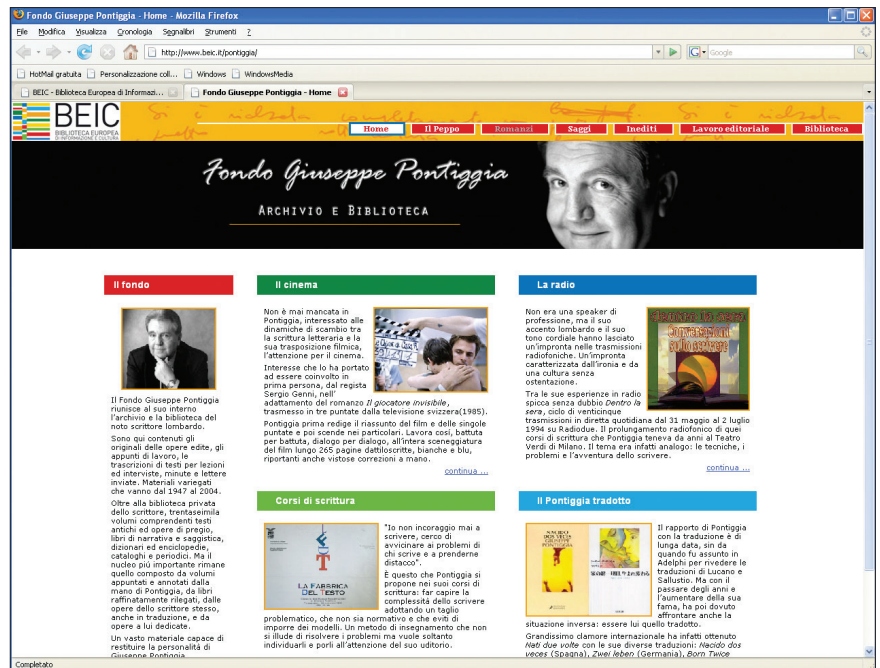 Fondo Giuseppe Pontiggia - Home - Mozilla Firefox
File Modifica Visualizza Cronologia Segnalibri Strumenti ?
http://www.beic.it/pontiggia/
Google
HotMail gratuita Personalizzazione coll... Windows WindowsMedia
BEIC - Biblioteca Europea di Informazi...
Fondo Giuseppe Pontiggia - Home
BEIC
BIBLIOTECA EUROPEA
DI INFORMAZIONE E CULTURA
Home Il Peppo Romanzi Saggi Inediti Lavoro editoriale Biblioteca
Fondo Giuseppe Pontiggia
ARCHIVIO E BIBLIOTECA
Il fondo
Il Fondo Giuseppe Pontiggia
riunisce al suo interno
l'archivio e la biblioteca del
noto scrittore lombardo.
Sono qui contenuti gli
originali delle opere edite, gli
appunti di lavoro, le
trascrizioni di testi per lezioni
ed interviste, minute e lettere
inviate. Materiali variegati
che vanno dal 1947 al 2004.
Oltre alla biblioteca privata
dello scrittore, trentaseimila
volumi comprendenti testi
antichi ed opere di pregio,
libri di narrativa e saggistica,
dizionari ed enciclopedie,
cataloghi e periodici. Ma il
nucleo più importante rimane
quello composto da volumi
appuntati e annotati dalla
mano di Pontiggia, da libri
raffinatamente rilegati, dalle
opere dello scrittore stesso,
anche in traduzione, e da
opere a lui dedicate.
Un vasto materiale capace di
restituire la personalità di
Giuseppe Pontiggia
Il cinema
Non è mai mancata in
Pontiggia, interessato alle
dinamiche di scambio tra
la scrittura letteraria e la
sua trasposizione filmica,
l'attenzione per il cinema.
Interesse che lo ha portato
ad essere coinvolto in
prima persona, dal regista
Sergio Genni, nell'
adattamento del romanzo Il giocatore invisibile,
trasmesso in tre puntate dalla televisione svizzera(1985).
Pontiggia prima redige il riassunto del film e delle singole
puntate e poi scende nei particolari. Lavora così, battuta
per battuta, dialogo per dialogo, all'intera sceneggiatura
del film lungo 265 pagine dattiloscritte, bianche e blu,
riportanti anche vistose correzioni a mano.
continua ...
La radio
Non era una speaker di
professione, ma il suo
accento lombardo e il suo
tono cordiale hanno lasciato
un'impronta nelle trasmissioni
radiofoniche. Un'impronta
caratterizzata dall'ironia e da
una cultura senza
ostentazione.
Tra le sue esperienze in radio
spicca senza dubbio Dentro la
sera, ciclo di venticinque
trasmissioni in diretta quotidiana dal 31 maggio al 2 luglio
1994 su Radiodue. Il prolungamento radiofonico di quei
corsi di scrittura che Pontiggia teneva da anni al Teatro
Verdi di Milano. Il tema era infatti analogo: le tecniche, i
problemi e l'avventura dello scrivere.
continua ...
Conversazioni
sullo scrivere
Corsi di scrittura
LA FABBRICA
DEL TESTO
"Io non incoraggio mai a
scrivere, cerco di
avvicinare ai problemi di
chi scrive e a prenderne
distacco".
È questo che Pontiggia si
propone nei suoi corsi di
scrittura: far capire la
complessità dello scrivere
adottando un taglio
problematico, che non sia normativo e che eviti di
imporre dei modelli. Un metodo di insegnamento che non
si illude di risolvere i problemi ma vuole soltanto
individuarli e porli all'attenzione del suo uditorio.
Il Pontiggia tradotto
NACIDO
DOS VECES
GIUSEPPE
PONTIGGIA
Il rapporto di Pontiggia
con la traduzione è di
lunga data, sin da
quando fu assunto in
Adelphi per rivedere le
traduzioni di Lucano e
Sallustio. Ma con il
passare degli anni e
l'aumentare della sua
fama, ha poi dovuto
affrontare anche la
situazione inversa: essere lui quello tradotto.
Grandissimo clamore internazionale ha infatti ottenuto
Nati due volte con le sue diverse traduzioni: Nacido dos
veces (Spagna), Zwei leben (Germania), Born Twice
Completato